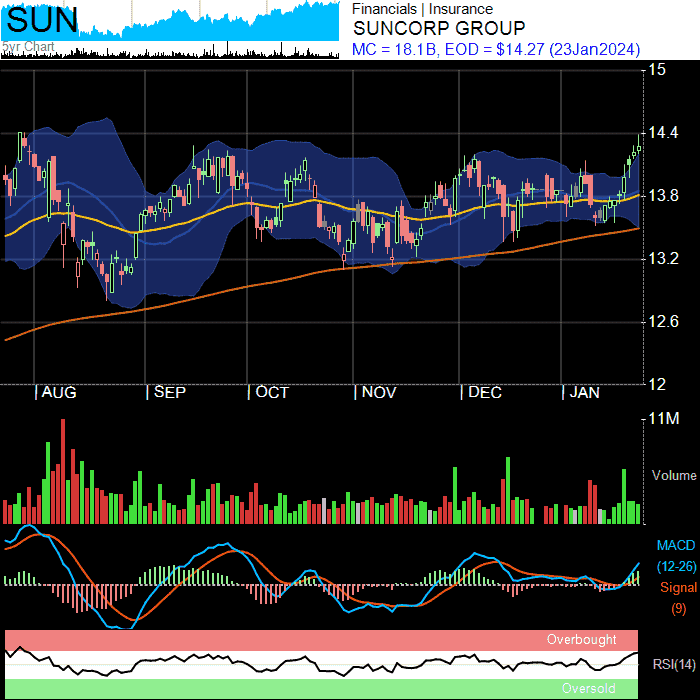 SUN
5yr Chart
Financials | Insurance
SUNCORP GROUP
MC = 18.1B, EOD = $14.27 (23Jan2024)
15
14.4
13.8
13.2
12.6
12
|AUG |SEP |OCT |NOV |DEC |JAN
11M
Volume
MACD
(12-26)
Signal
(9)
Overbought
RSI(14)
Oversold